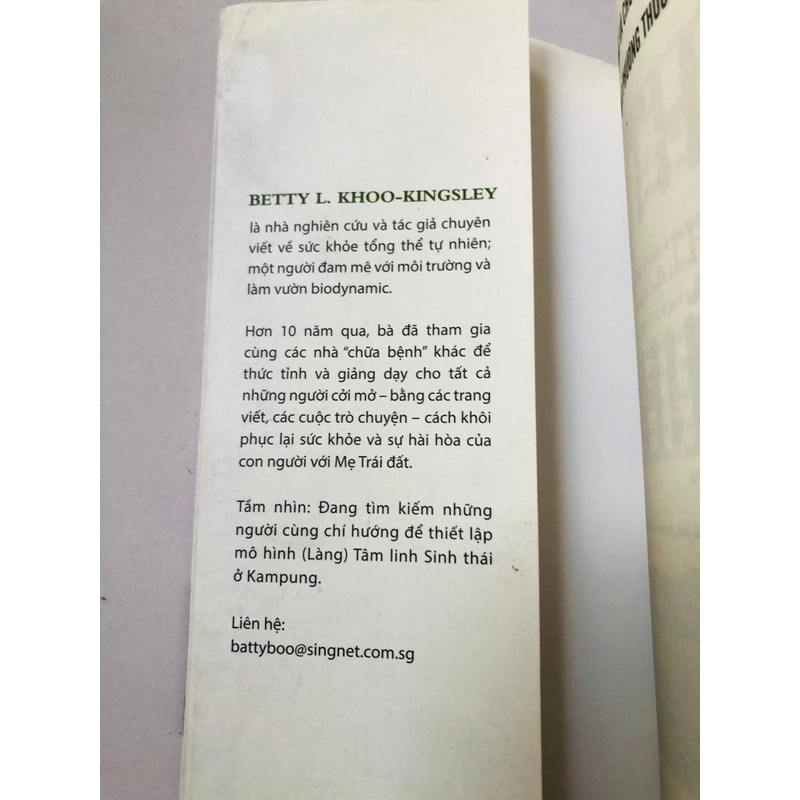 BETTY L. KHOO-KINGSLEY
là nhà nghiên cứu và tác giả chuyên
viết về sức khỏe tổng thể tự nhiên;
một người đam mê với môi trường và
làm vườn biodynamic.
Hơn 10 năm qua, bà đã tham gia
cùng các nhà “chữa bệnh” khác để
thức tỉnh và giảng dạy cho tất cả
những người cởi mở – bằng các trang
viết, các cuộc trò chuyện – cách khôi
phục lại sức khỏe và sự hài hòa của
con người với Mẹ Trái đất.
Tầm nhìn: Đang tìm kiếm những
người cùng chí hướng để thiết lập
mô hình (Làng) Tâm linh Sinh thái
ở Kampung.
Liên hệ:
battyboo@singnet.com.sg